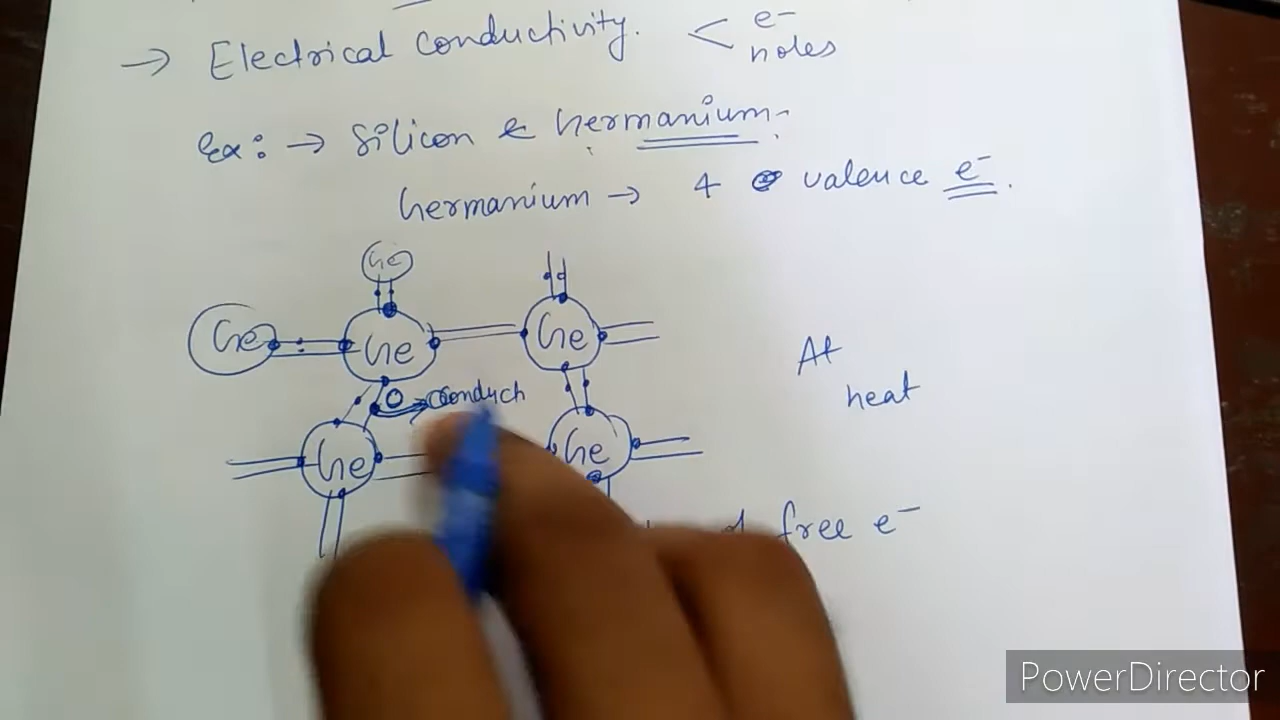 → Electrical conductivity. < e-
holes
Ex: → Silicon & Germanium.
Germanium → 4 valence e-.
Ge
Ge Ge Ge
At
heat
Ge Ge
free e-
PowerDirector